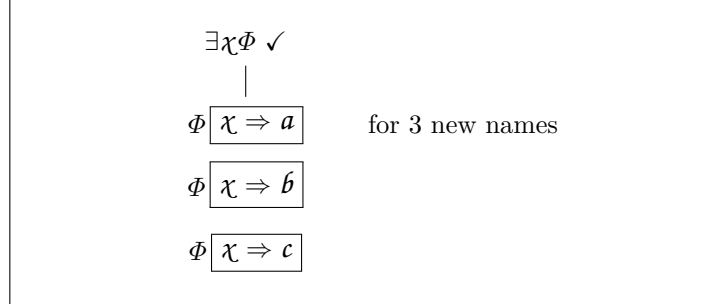 ∃χΦ ✓
Φ χ ⇒ a for 3 new names
Φ χ ⇒ b
Φ χ ⇒ c